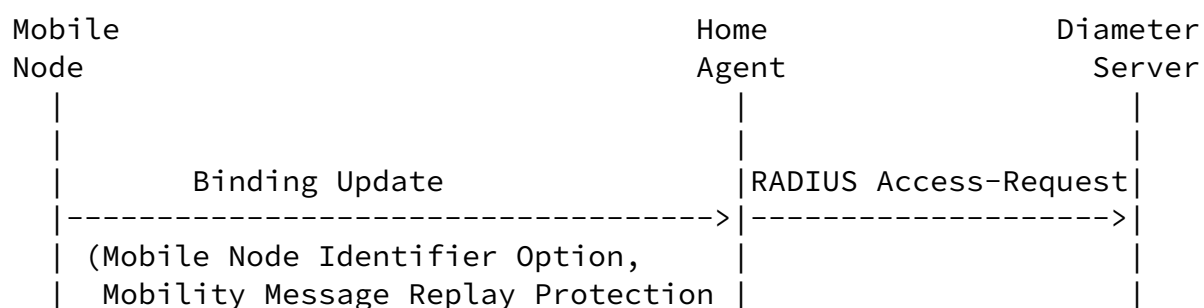 Mobile                                Home              Diameter
Node                                  Agent                Server
  |                                     |                     |
  |                                     |                     |
  |       Binding Update                |RADIUS Access-Request|
  |------------------------------------>|-------------------->|
  | (Mobile Node Identifier Option,     |                     |
  |  Mobility Message Replay Protection |                     |